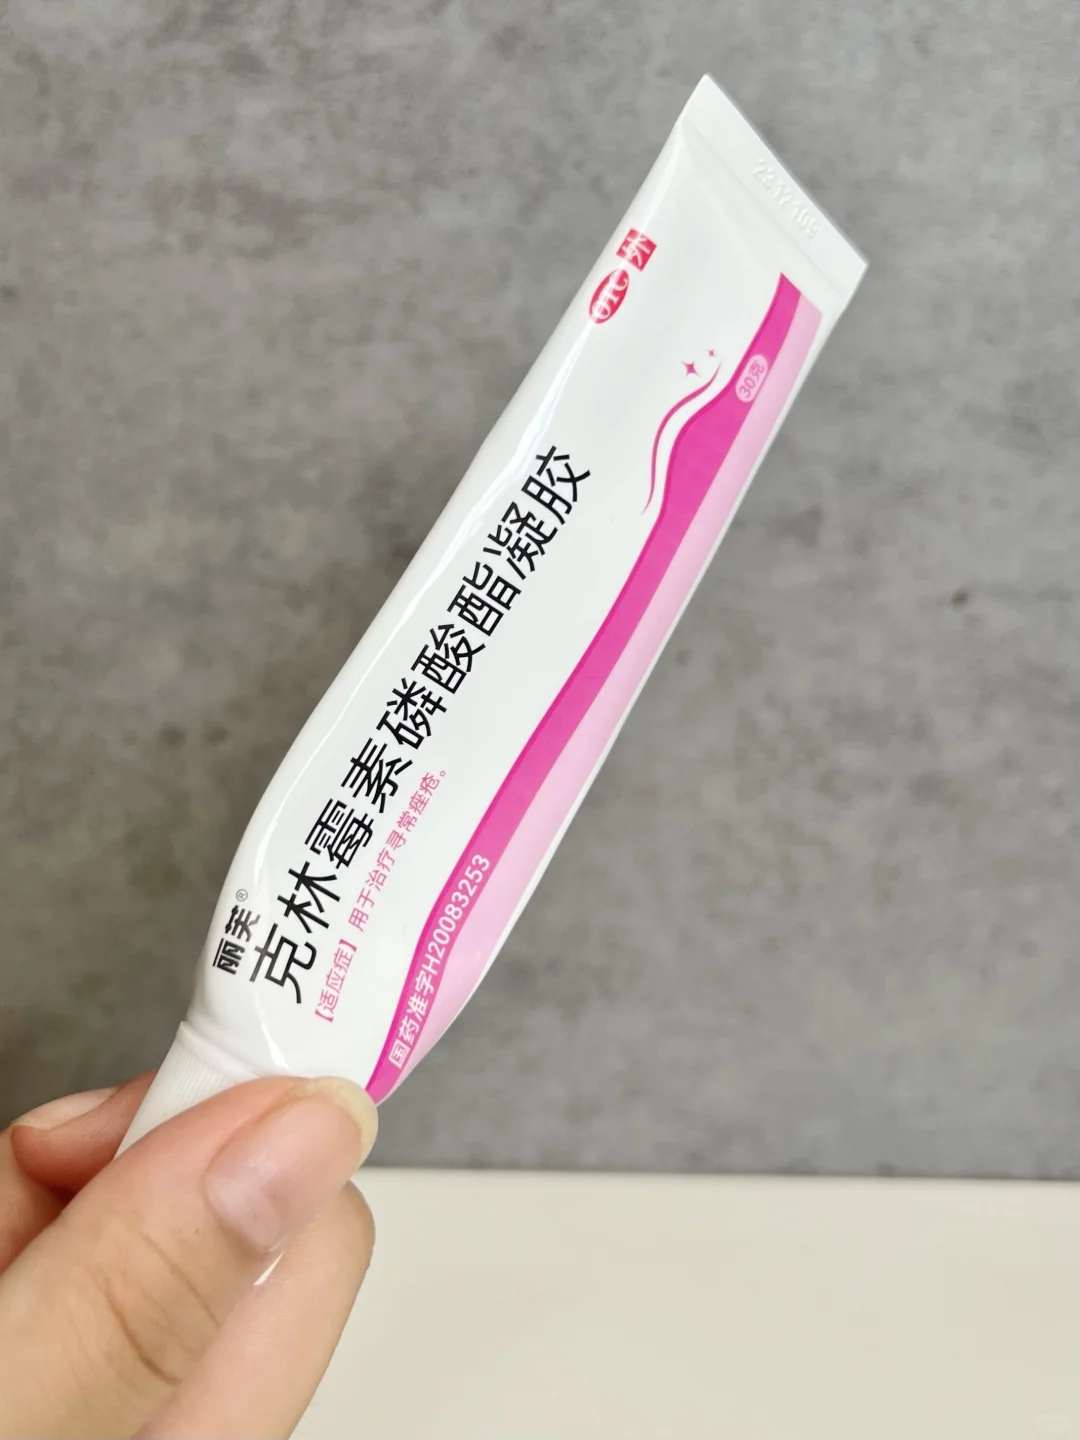 丽芙®
克林霉素磷酸酯凝胶
【适应症】用于治疗寻常痤疮。
国药准字H20083253
30克
OTC 外